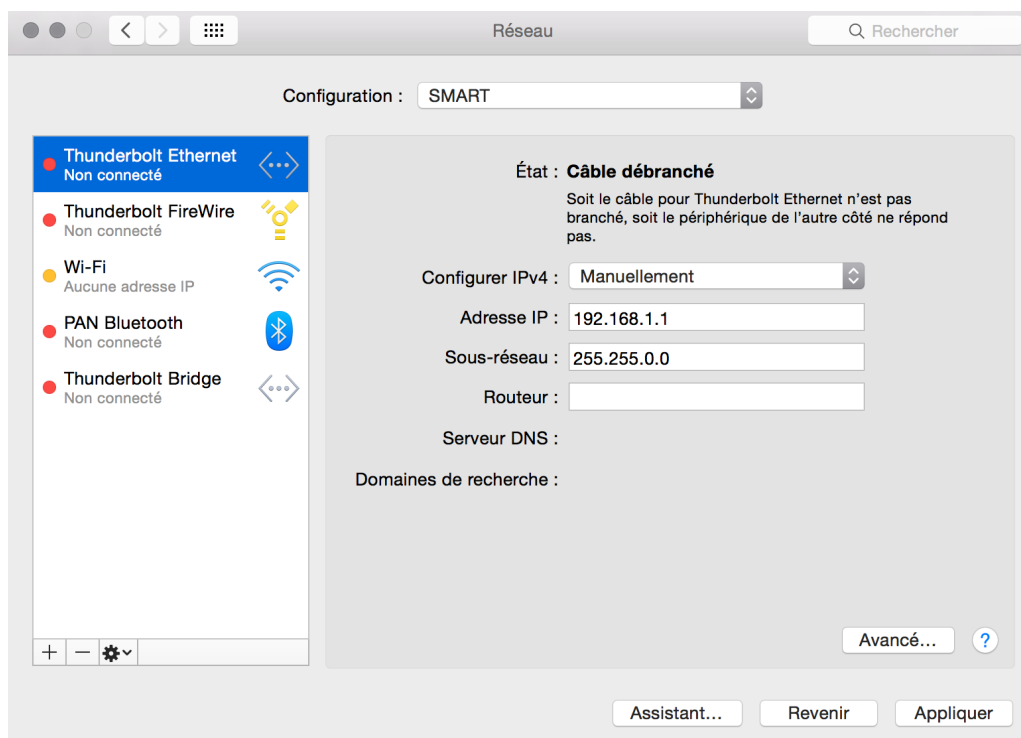 Réseau
Rechercher
Configuration :
SMART
Thunderbolt Ethernet
Non connecté
Thunderbolt FireWire
Non connecté
Wi-Fi
Aucune adresse IP
PAN Bluetooth
Non connecté
Thunderbolt Bridge
Non connecté
État : Câble débranché
Soit le câble pour Thunderbolt Ethernet n’est pas
branché, soit le périphérique de l’autre côté ne répond
pas.
Configurer IPv4 : Manuellement
Adresse IP : 192.168.1.1
Sous-réseau : 255.255.0.0
Routeur :
Serveur DNS :
Domaines de recherche :
Avancé…
?
Assistant…
Revenir
Appliquer